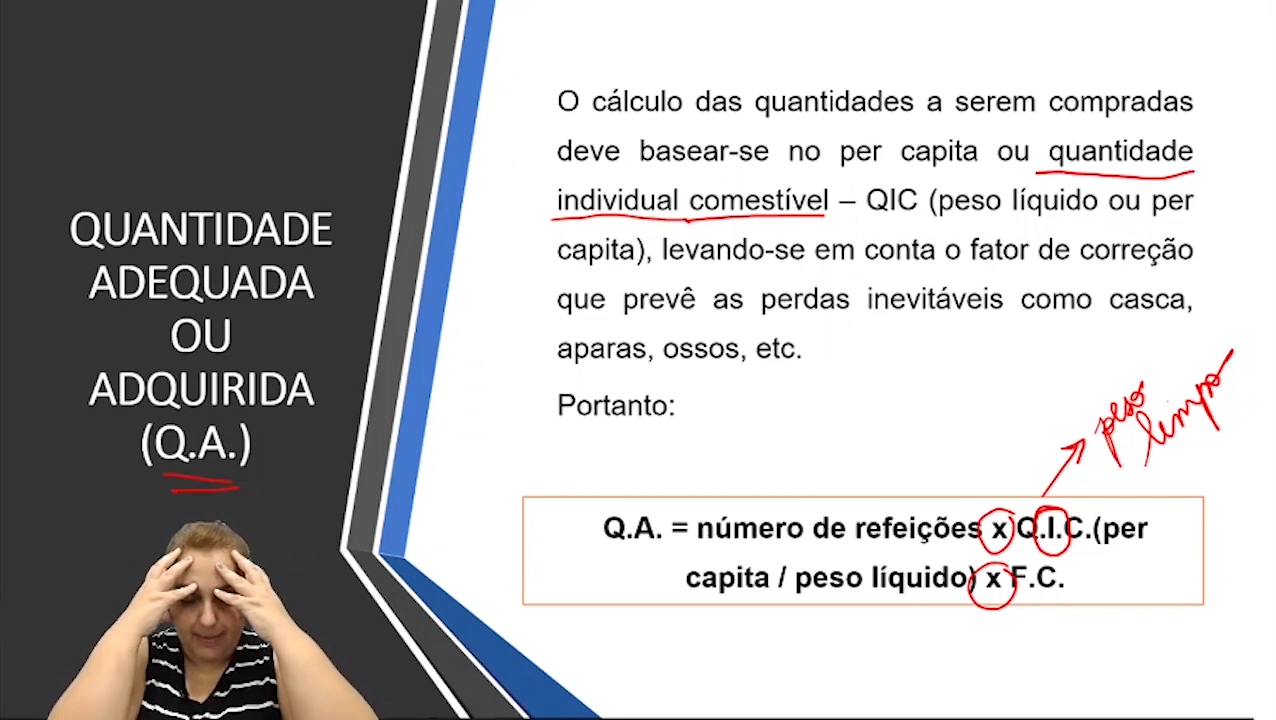 QUANTIDADE
ADEQUADA
OU
ADQUIRIDA
(Q.A.)
O cálculo das quantidades a serem compradas
deve basear-se no per capita ou quantidade
individual comestível – QIC (peso líquido ou per
capita), levando-se em conta o fator de correção
que prevê as perdas inevitáveis como casca,
aparas, ossos, etc.
Portanto:
peso
limpo
Q.A. = número de refeições x Q.I.C.(per
capita / peso líquido) x F.C.